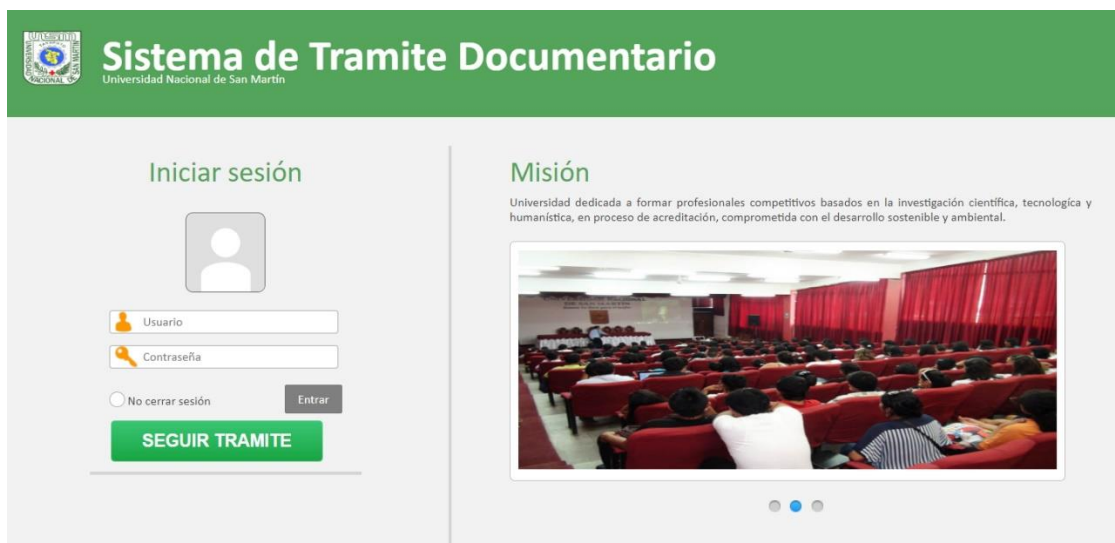 Sistema de Tramite Documentario
Universidad Nacional de San Martín
Iniciar sesión
Usuario
Contraseña
No cerrar sesión
Entrar
SEGUIR TRAMITE
Misión
Universidad dedicada a formar profesionales competitivos basados en la investigación científica, tecnologíca y
humanística, en proceso de acreditación, comprometida con el desarrollo sostenible y ambiental.